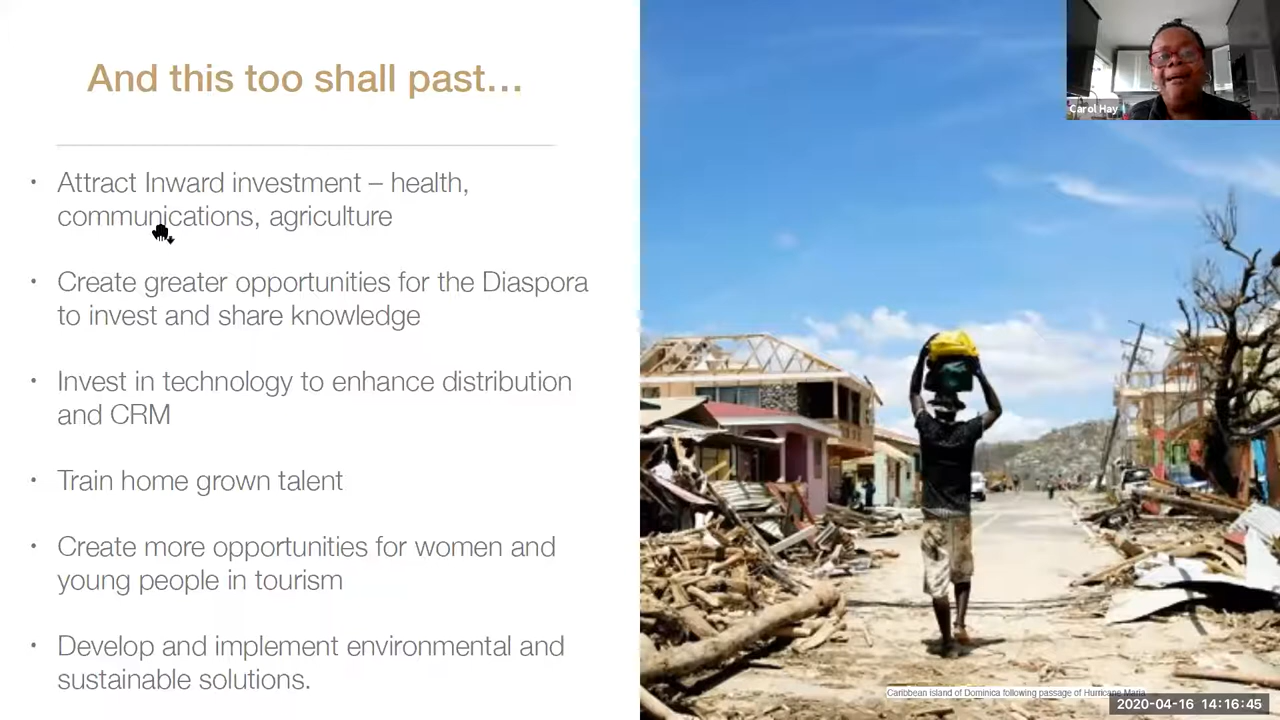 And this too shall past...
• Attract Inward investment – health,
communications, agriculture
• Create greater opportunities for the Diaspora
to invest and share knowledge
• Invest in technology to enhance distribution
and CRM
• Train home grown talent
• Create more opportunities for women and
young people in tourism
• Develop and implement environmental and
sustainable solutions.
Carol Hay
Caribbean island of Dominica following passage of Hurricane Maria
2020-04-16 14:16:45